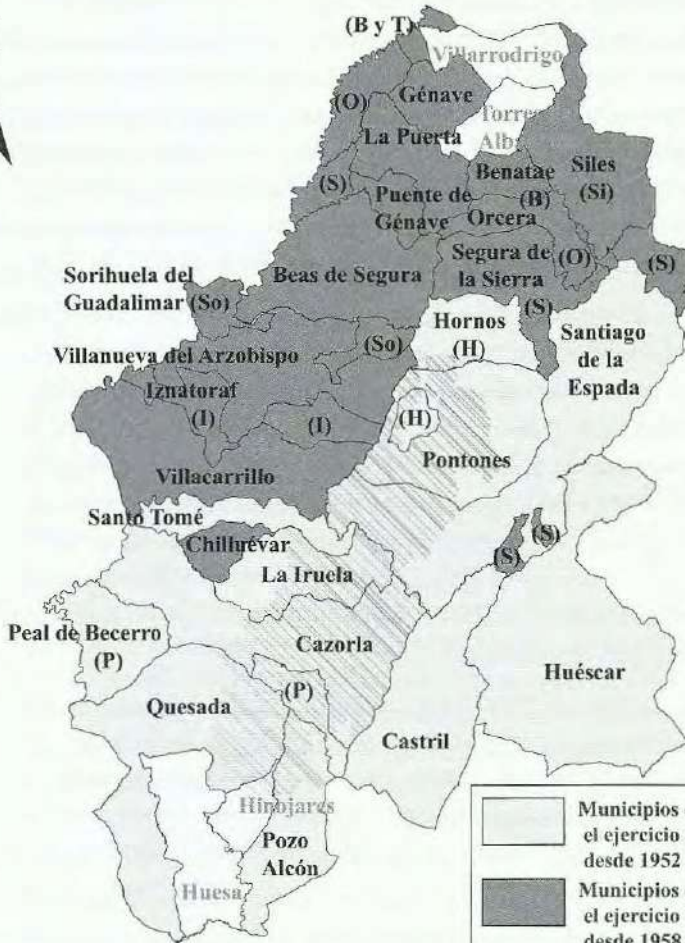 (B y T)
Villarrodrigo
(O)
Génave
Torres
Alb
La Puerta
Siles
(Si)
Benatae
(B)
(S)
Puente de
Génave
Orcera
Segura de
la Sierra
(O)
(S)
Beas de Segura
Sorihuela del
Guadalimar (So)
(S)
Hornos
(H)
Santiago
de la
Espada
(So)
Villanueva del Arzobispo
Iznatoraf
(I)
(I)
(H)
Pontones
Villacarrillo
Santo Tomé
Chilluévar
(S)
(S)
La Iruela
Peal de Becerro
(P)
Cazorla
Huéscar
(P)
Quesada
Castril
Hinojares
Pozo
Alcón
Huesa
Municipios
el ejercicio
desde 1952
Municipios
el ejercicio
desde 1958